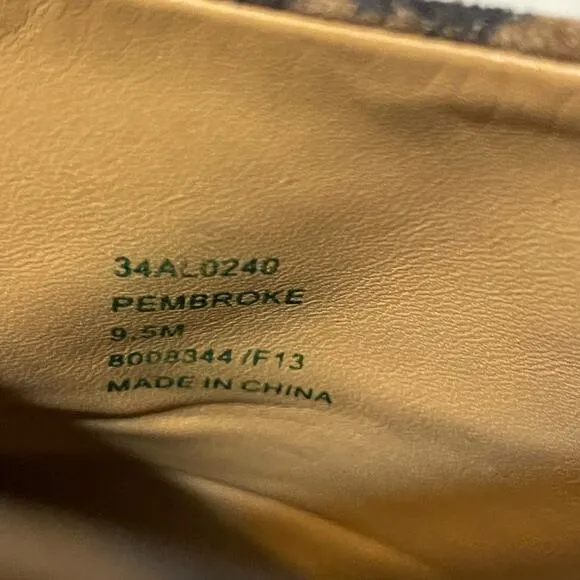 34AL0240
PEMBROKE
9.5M
8008344/F13
MADE IN CHINA